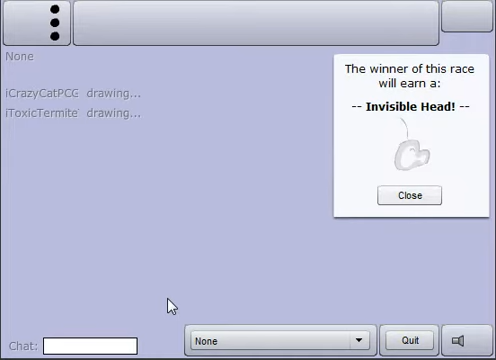 None
iCrazyCatPCG drawing...
iToxicTermite drawing...
The winner of this race
will earn a:
-- Invisible Head! --
Close
Chat:
None
Quit